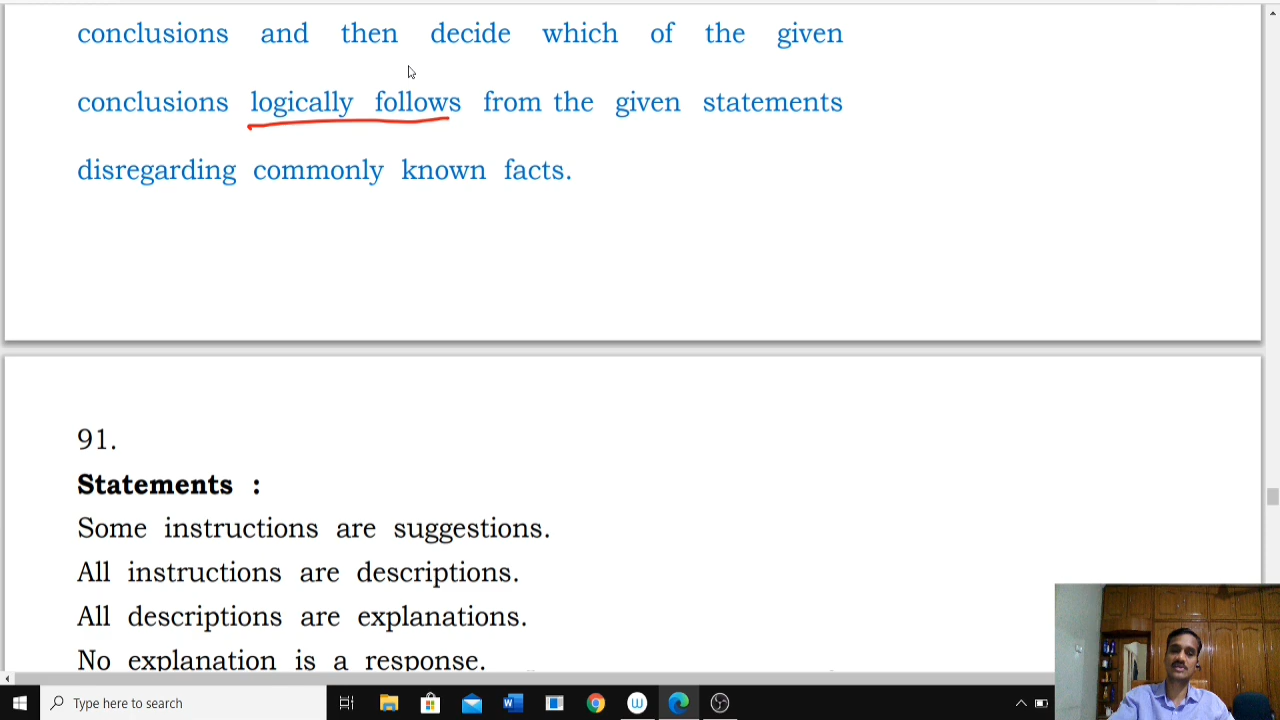 conclusions and then decide which of the given
conclusions logically follows from the given statements
disregarding commonly known facts.
91.
Statements :
Some instructions are suggestions.
All instructions are descriptions.
All descriptions are explanations.
No explanation is a response.
Type here to search